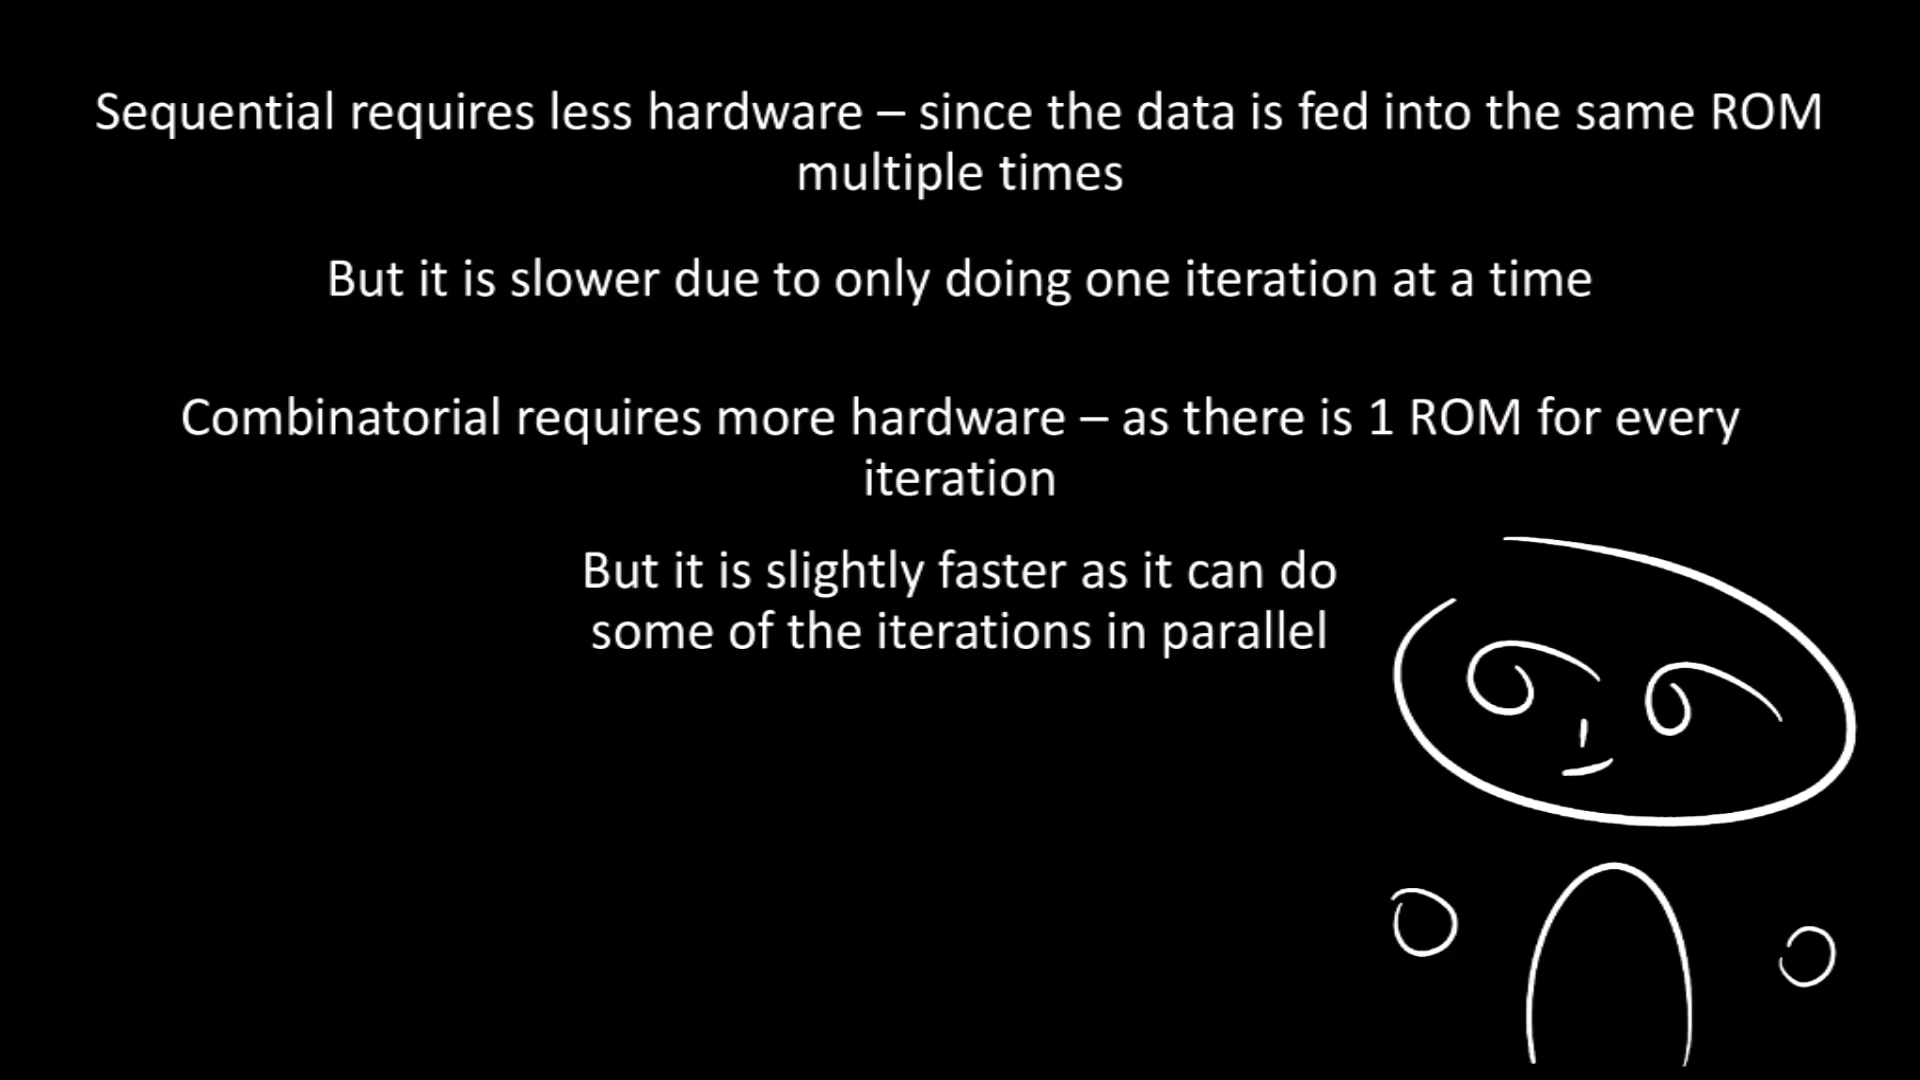 Sequential requires less hardware – since the data is fed into the same ROM
multiple times
But it is slower due to only doing one iteration at a time
Combinatorial requires more hardware – as there is 1 ROM for every
iteration
But it is slightly faster as it can do
some of the iterations in parallel